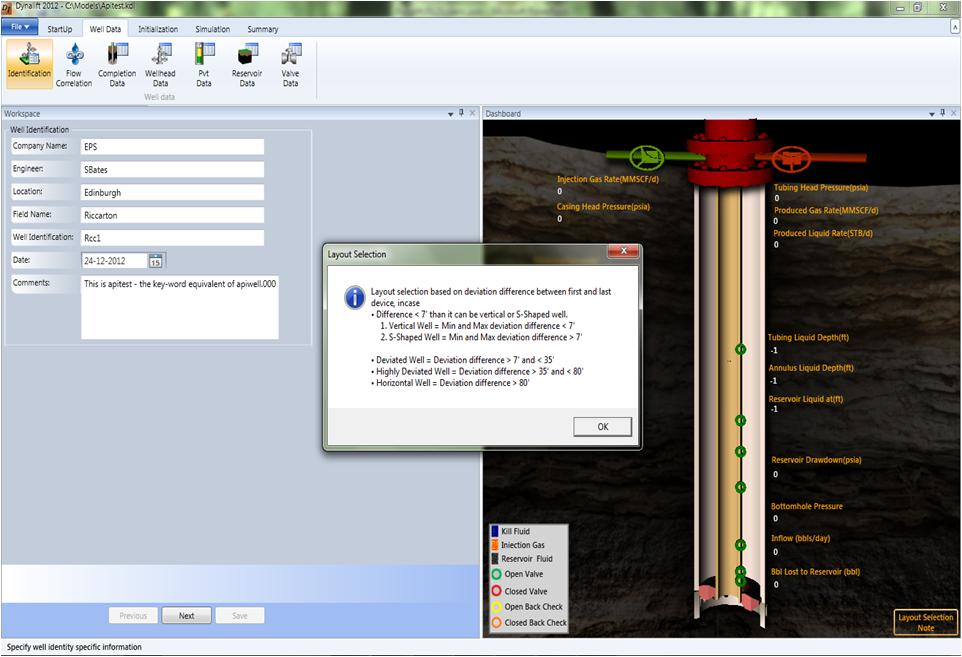 Dynalift 2012 - C:\Models\Apitest.kdl
File
StartUp
Well Data
Initialization
Simulation
Summary
Identification
Flow
Correlation
Completion
Data
Wellhead
Data
Pvt
Data
Reservoir
Data
Valve
Data
Well data
Workspace
Well Identification
Company Name:
EPS
Engineer:
SBates
Location:
Edinburgh
Field Name:
Riccarton
Well Identification:
Rcc1
Date:
24-12-2012
15
Comments:
This is apitest - the key-word equivalent of apiwell.000
Previous
Next
Save
Layout Selection
Layout selection based on deviation difference between first and last
device, incase
• Difference < 7' than it can be vertical or S-Shaped well.
1. Vertical Well = Min and Max deviation difference < 7'
2. S-Shaped Well = Min and Max deviation difference > 7'
• Deviated Well = Deviation difference > 7' and < 35'
• Highly Deviated Well = Deviation difference > 35' and < 80'
• Horizontal Well = Deviation difference > 80'
OK
Dashboard
Injection Gas Rate(MMSCF/d)
0
Casing Head Pressure(psia)
0
Tubing Head Pressure(psia)
0
Produced Gas Rate(MMSCF/d)
0
Produced Liquid Rate(STB/d)
0
Tubing Liquid Depth(ft)
-1
Annulus Liquid Depth(ft)
-1
Reservoir Liquid at(ft)
-1
Reservoir Drawdown(psia)
0
Bottomhole Pressure
0
Inflow (bbls/day)
0
Bbl Lost to Reservoir (bbl)
0
Kill Fluid
Injection Gas
Reservoir Fluid
Open Valve
Closed Valve
Open Back Check
Closed Back Check
Layout Selection
Note
Specify well identity specific information